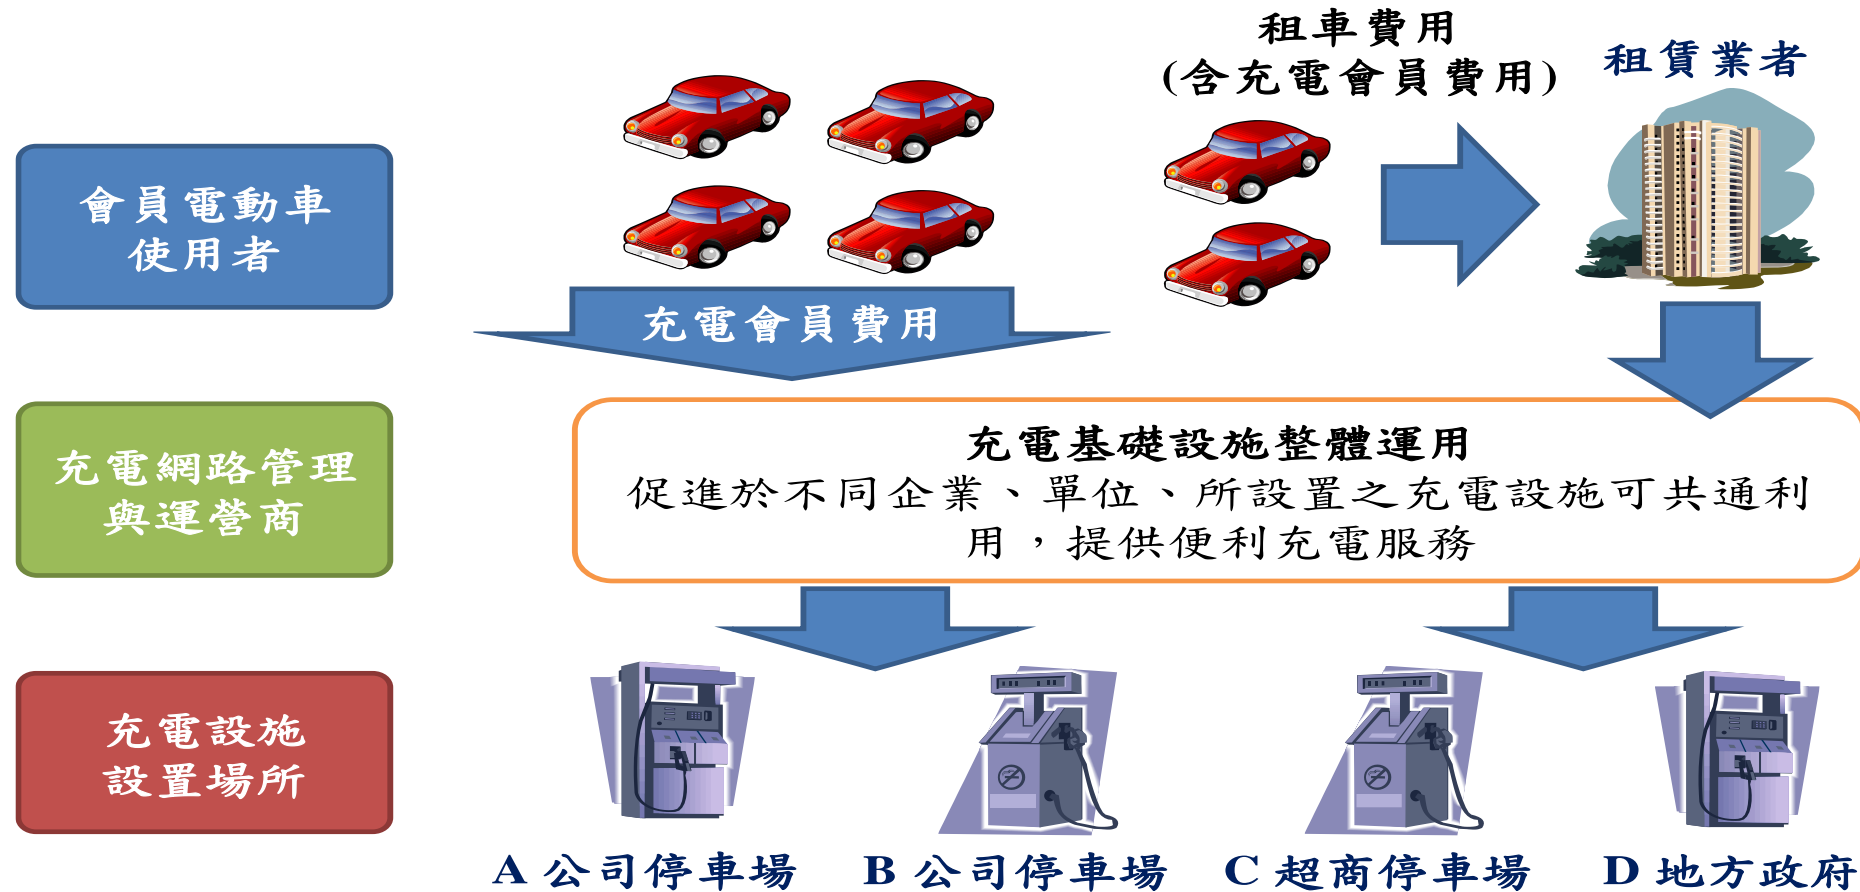 租車費用
(含充電會員費用)
租賃業者
會員電動車
使用者
充電會員費用
充電網路管理
與運營商
充電基礎設施整體運用
促進於不同企業、單位、所設置之充電設施可共通利
用，提供便利充電服務
充電設施
設置場所
A 公司停車場
B 公司停車場
C 超商停車場
D 地方政府